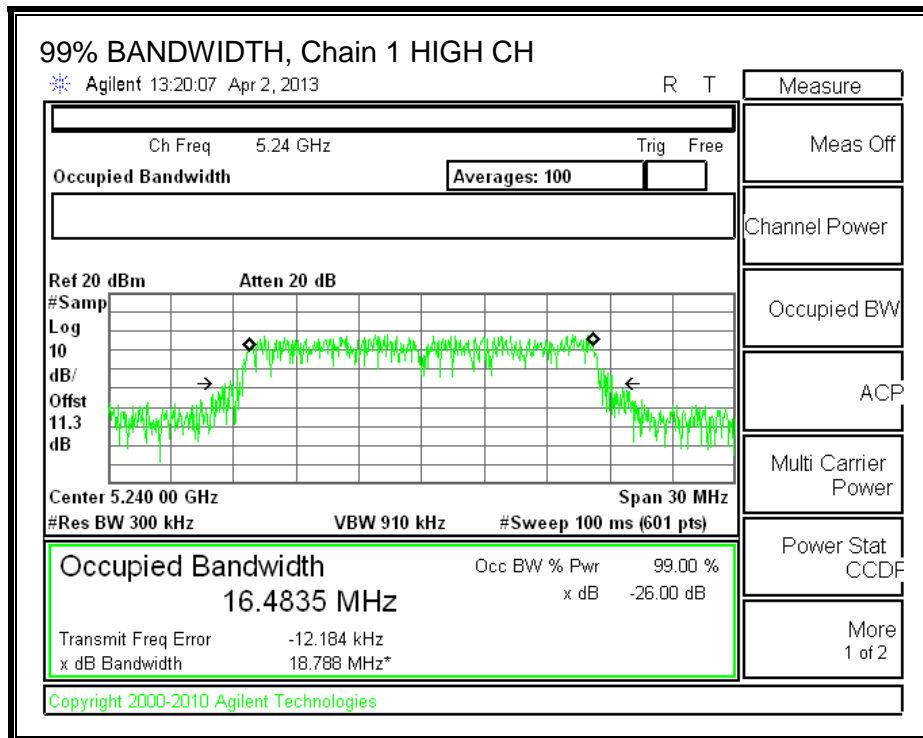 99% BANDWIDTH, Chain 1 HIGH CH
Agilent 13:20:07 Apr 2, 2013 R T
Measure
Meas Off
Channel Power
Occupied BW
ACP
Multi Carrier
Power
Power Stat
CCDF
More
1 of 2
Ch Freq 5.24 GHz Trig Free
Occupied Bandwidth Averages: 100
Ref 20 dBm Atten 20 dB
#Samp
Log
10
dB/
Offst
11.3
dB
Center 5.240 00 GHz Span 30 MHz
#Res BW 300 kHz VBW 910 kHz #Sweep 100 ms (601 pts)
Occupied Bandwidth Occ BW % Pwr 99.00 %
16.4835 MHz x dB -26.00 dB
Transmit Freq Error -12.184 kHz
x dB Bandwidth 18.788 MHz*
Copyright 2000-2010 Agilent Technologies